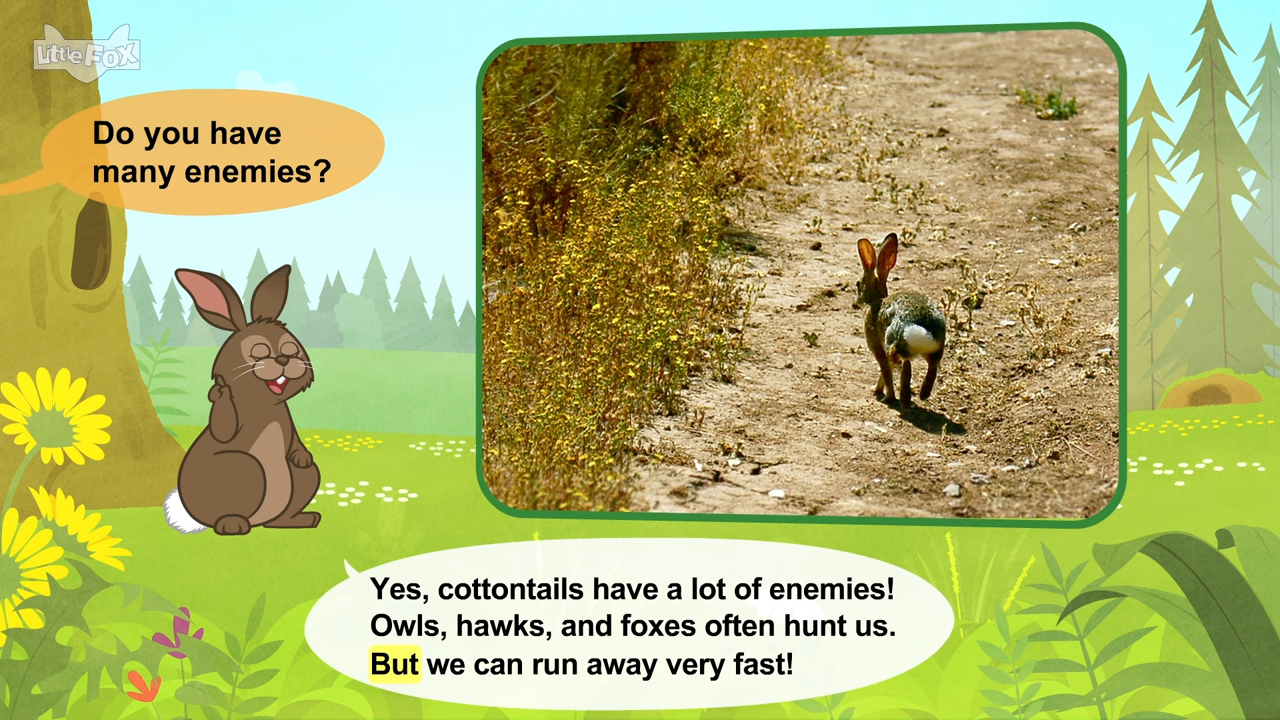 Little Fox
Do you have
many enemies?
Yes, cottontails have a lot of enemies!
Owls, hawks, and foxes often hunt us.
But we can run away very fast!